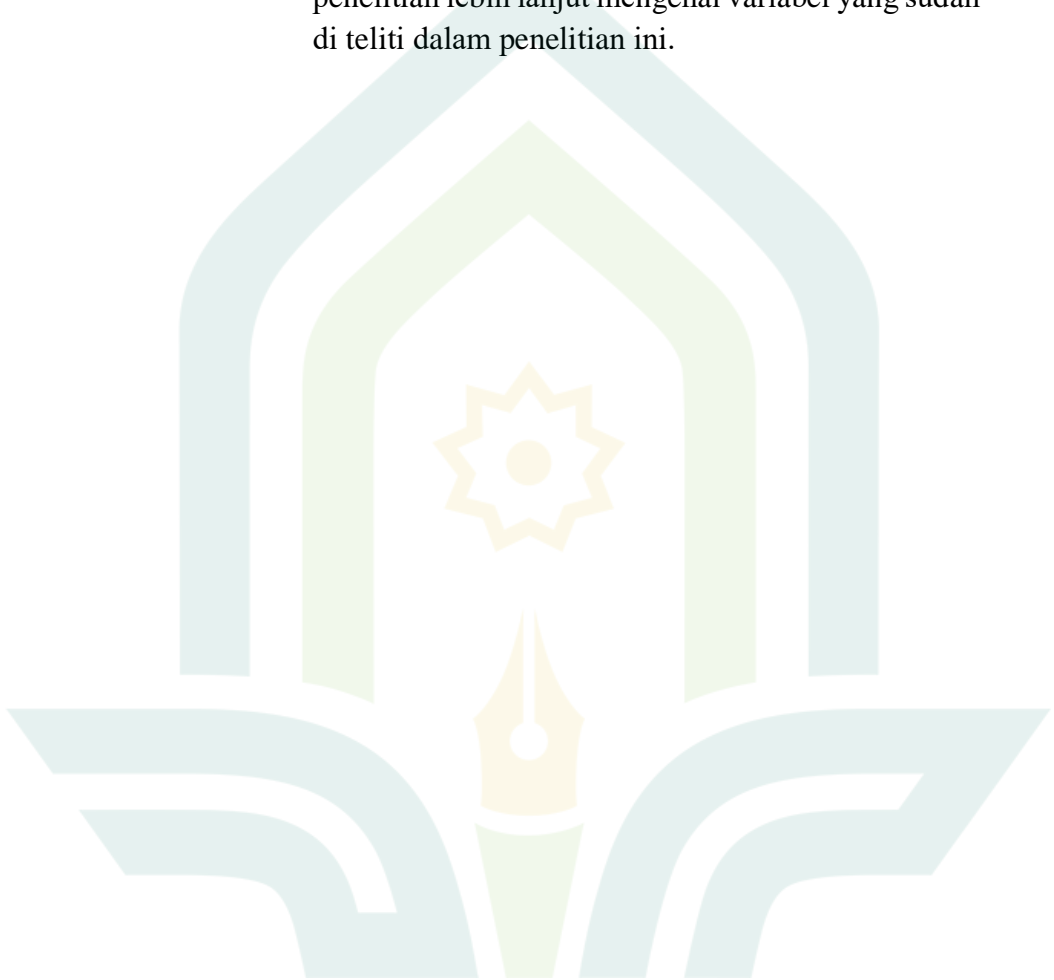 penelitian lebih lanjut mengenai variabel yang sudah
di teliti dalam penelitian ini.